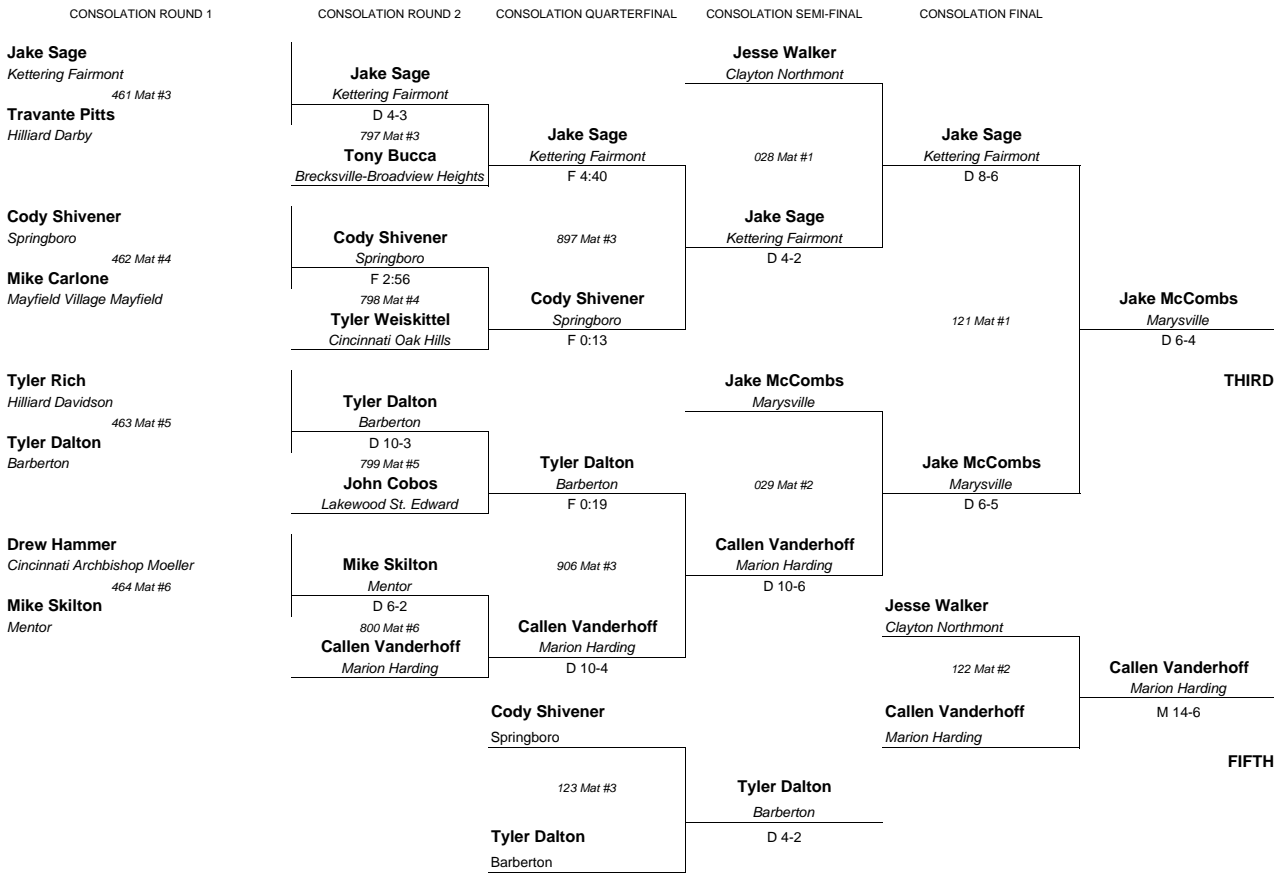 CONSOLATION ROUND 1
CONSOLATION ROUND 2
CONSOLATION QUARTERFINAL
CONSOLATION SEMI-FINAL
CONSOLATION FINAL
Jake Sage
Kettering Fairmont
461 Mat #3
Travante Pitts
Hilliard Darby
Cody Shivener
Springboro
462 Mat #4
Mike Carlone
Mayfield Village Mayfield
Tyler Rich
Hilliard Davidson
463 Mat #5
Tyler Dalton
Barberton
Drew Hammer
Cincinnati Archbishop Moeller
464 Mat #6
Mike Skilton
Mentor
Jake Sage
Kettering Fairmont
D 4-3
797 Mat #3
Tony Bucca
Brecksville-Broadview Heights
Cody Shivener
Springboro
F 2:56
798 Mat #4
Tyler Weiskittel
Cincinnati Oak Hills
Tyler Dalton
Barberton
D 10-3
799 Mat #5
John Cobos
Lakewood St. Edward
Mike Skilton
Mentor
D 6-2
800 Mat #6
Callen Vanderhoff
Marion Harding
Jake Sage
Kettering Fairmont
F 4:40
897 Mat #3
Cody Shivener
Springboro
F 0:13
Tyler Dalton
Barberton
F 0:19
906 Mat #3
Callen Vanderhoff
Marion Harding
D 10-4
Cody Shivener
Springboro
123 Mat #3
Tyler Dalton
Barberton
Jesse Walker
Clayton Northmont
028 Mat #1
Jake Sage
Kettering Fairmont
D 4-2
Jake McCombs
Marysville
029 Mat #2
Callen Vanderhoff
Marion Harding
D 10-6
Tyler Dalton
Barberton
D 4-2
Jake Sage
Kettering Fairmont
D 8-6
121 Mat #1
Jake McCombs
Marysville
D 6-5
Jesse Walker
Clayton Northmont
122 Mat #2
Callen Vanderhoff
Marion Harding
Jake McCombs
Marysville
D 6-4
THIRD
Callen Vanderhoff
Marion Harding
M 14-6
FIFTH